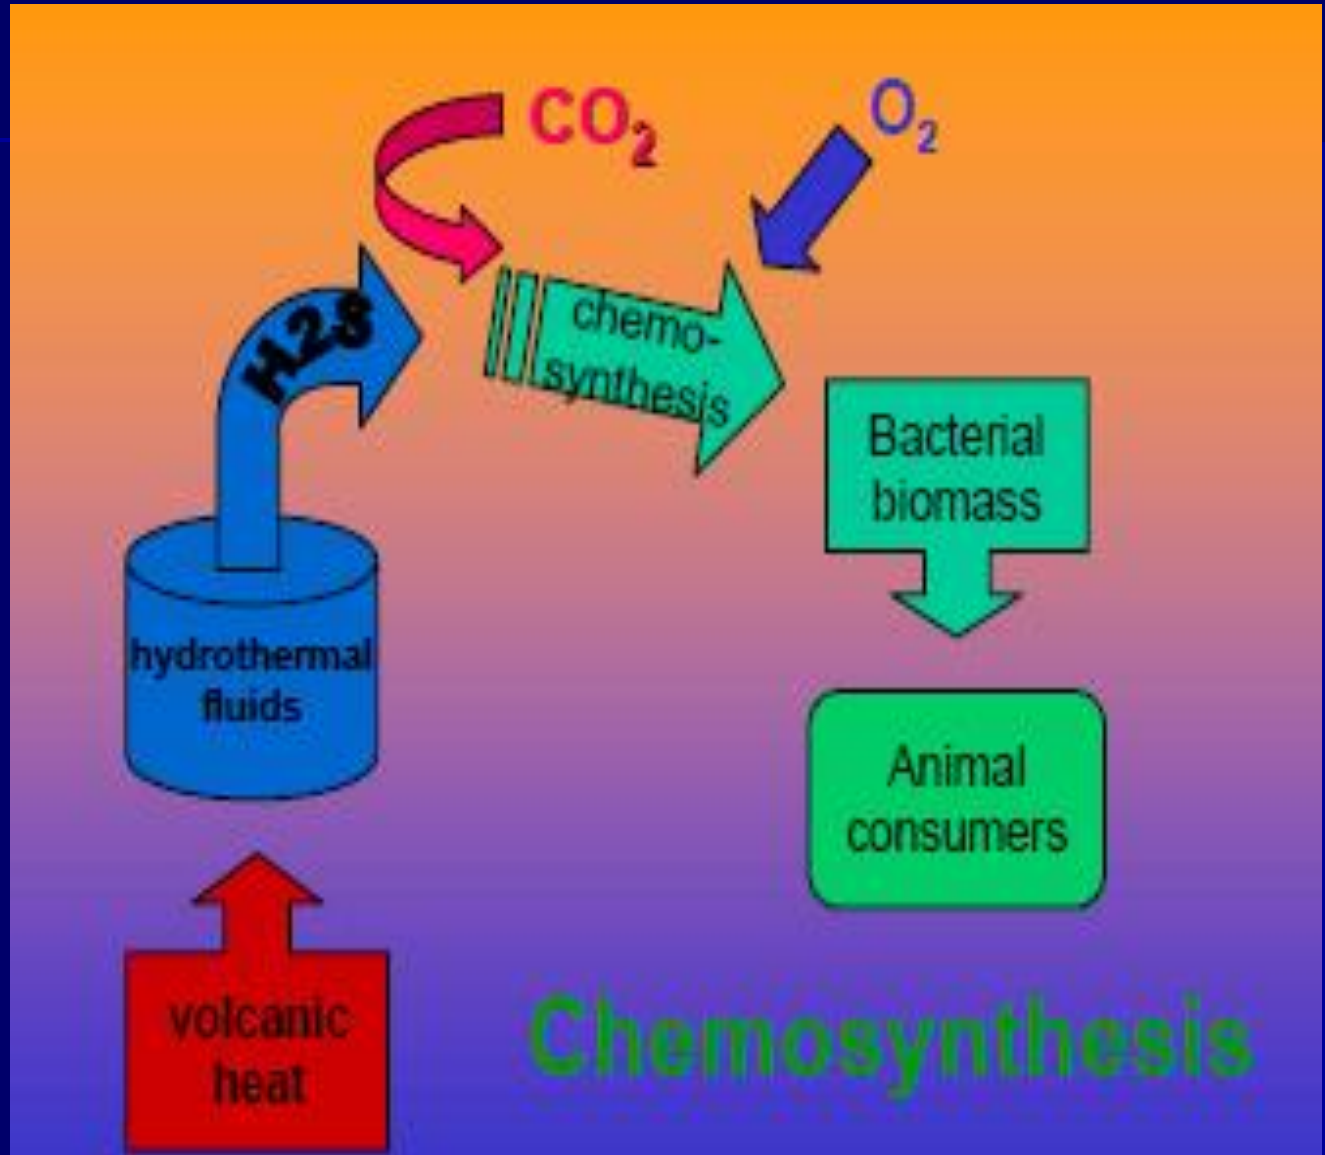 CO₂
O₂
H2S
chemo-
synthesis
Bacterial
biomass
hydrothermal
fluids
Animal
consumers
volcanic
heat
Chemosynthesis